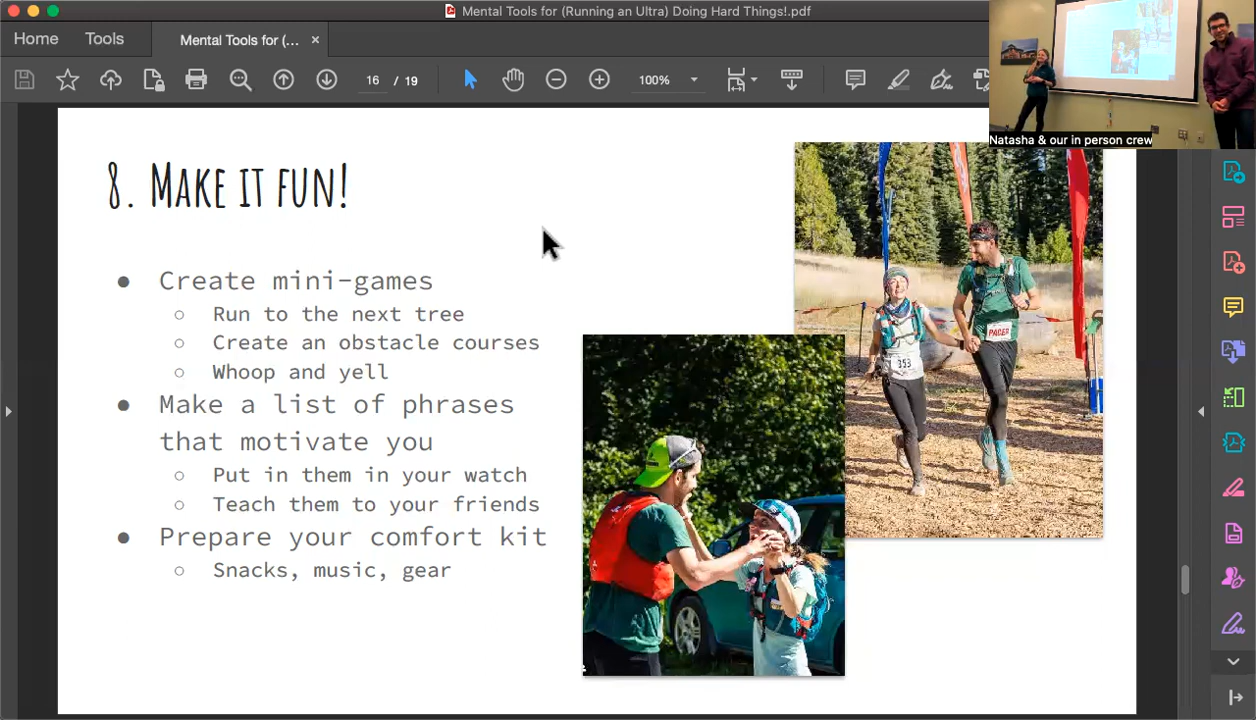 Mental Tools for (Running an Ultra) Doing Hard Things!.pdf
Home
Tools
Mental Tools for (... ×
16 / 19
100%
Natasha & our in person crew
8. Make it fun!
● Create mini-games
○ Run to the next tree
○ Create an obstacle courses
○ Whoop and yell
● Make a list of phrases
that motivate you
○ Put in them in your watch
○ Teach them to your friends
● Prepare your comfort kit
○ Snacks, music, gear
PACER
353